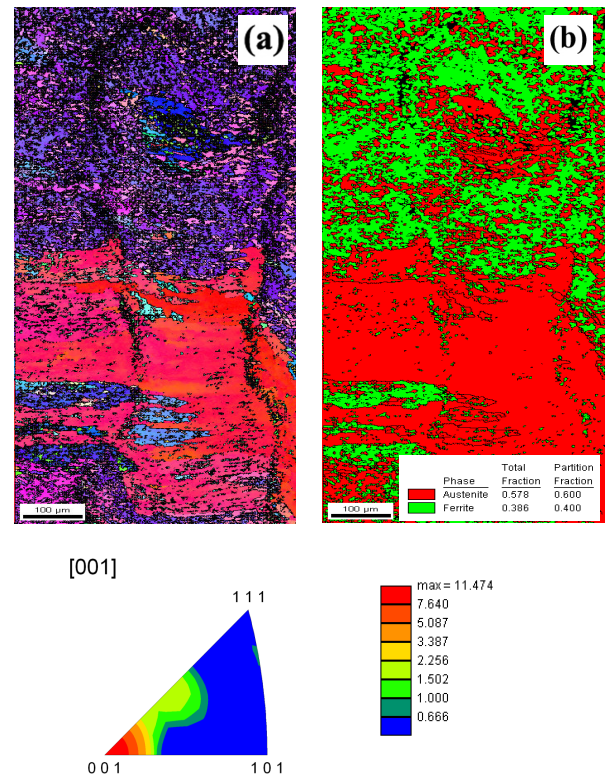 (a)
(b)
100 µm
100 µm
Total Partition
Phase Fraction Fraction
Austenite 0.578 0.600
Ferrite 0.386 0.400
[001]
1 1 1
0 0 1
1 0 1
max = 11.474
7.640
5.087
3.387
2.256
1.502
1.000
0.666